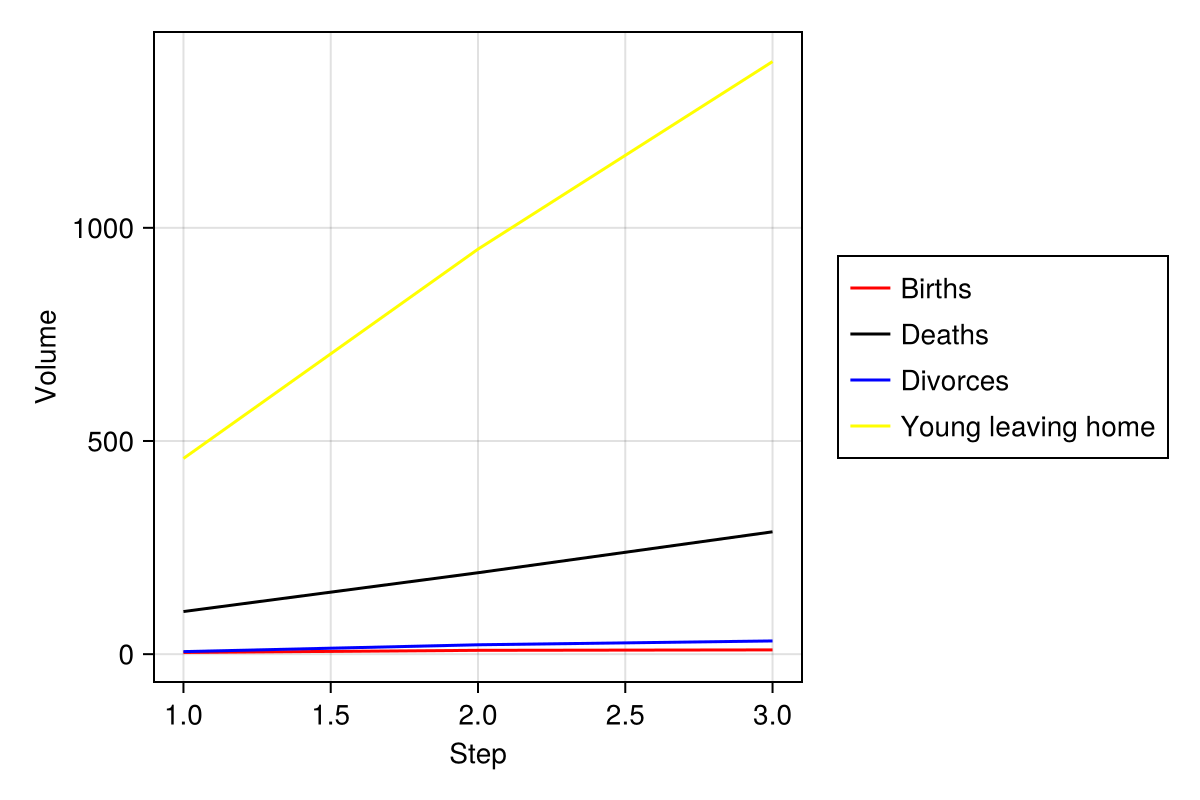 Volume
1000
500
0
1.0 1.5 2.0 2.5 3.0
Step
Births
Deaths
Divorces
Young leaving home